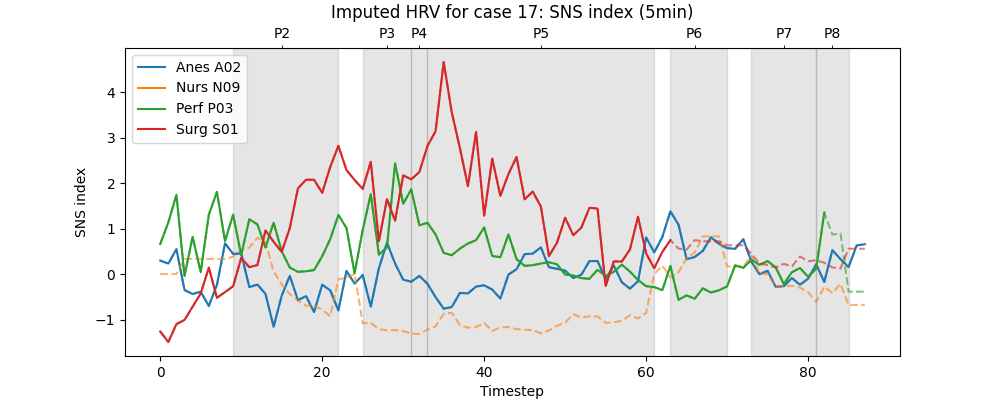 Imputed HRV for case 17: SNS index (5min)
P2 P3 P4 P5 P6 P7 P8
Anes A02
Nurs N09
Perf P03
Surg S01
SNS index
4
3
2
1
0
−1
0 20 40 60 80
Timestep